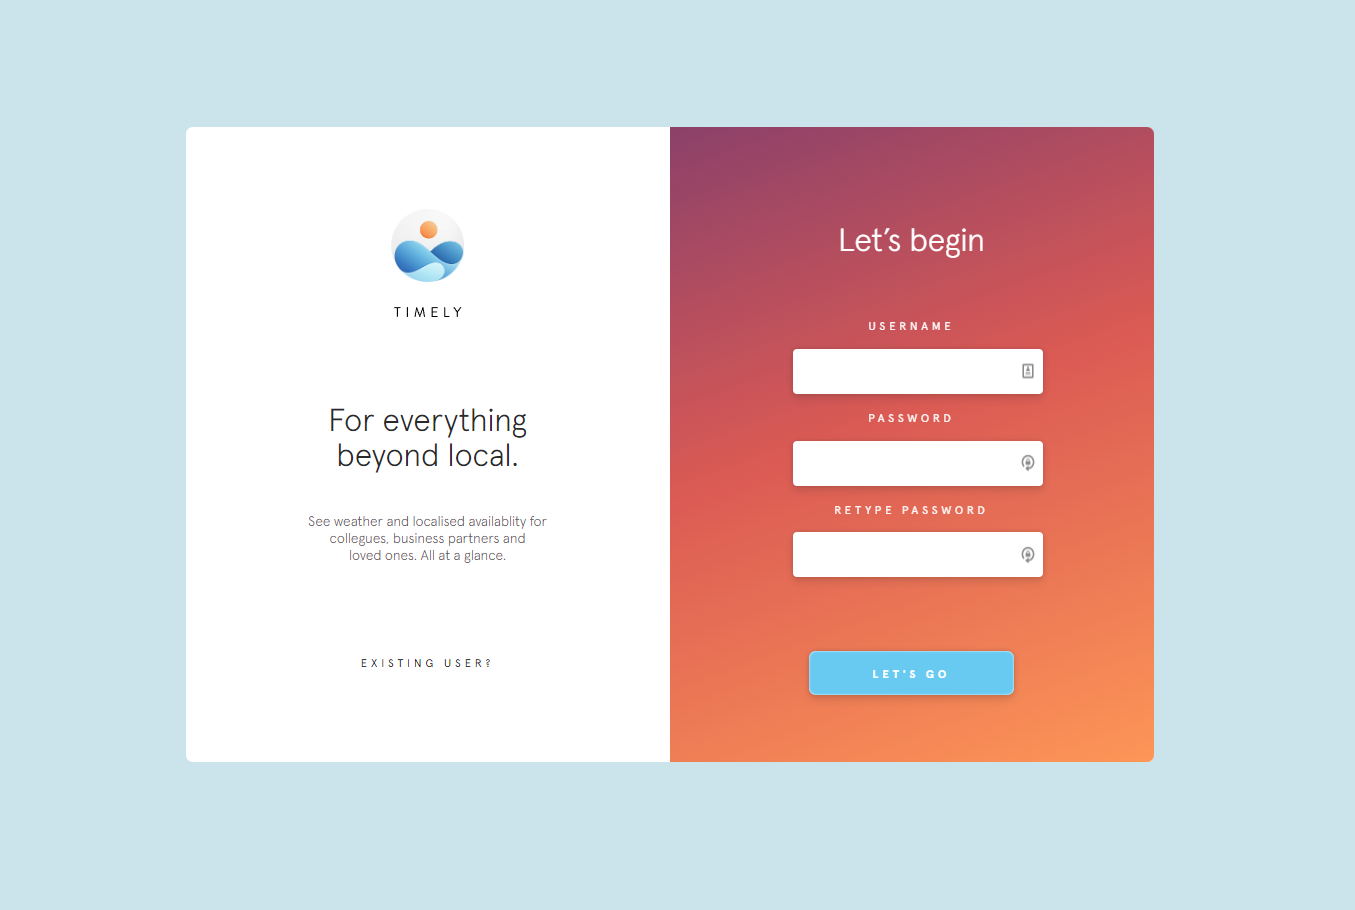 TIMELY
For everything
beyond local.
See weather and localised availablity for
collegues, business partners and
loved ones. All at a glance.
EXISTING USER?
Let’s begin
USERNAME
PASSWORD
RETYPE PASSWORD
LET'S GO